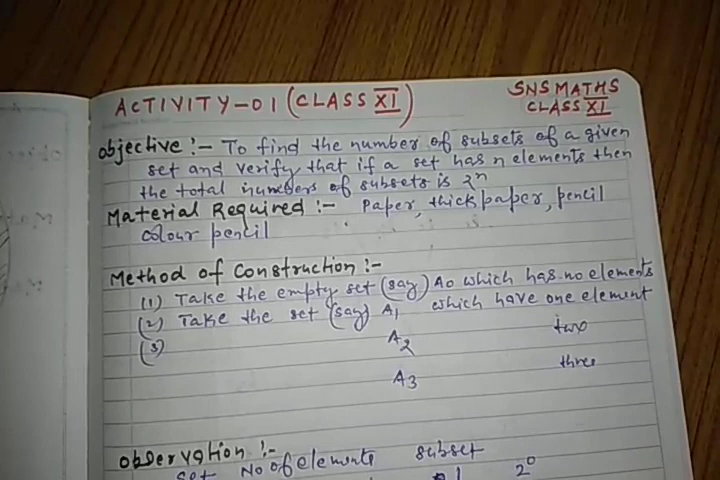 ACTIVITY-01 (CLASS XI)
SNS MATHS
CLASS XI
Objective :- To find the number of subsets of a given
set and verify that if a set has n elements then
the total numbers of subsets is 2ⁿ
Material Required :- Paper, thick paper, pencil
colour pencil
Method of Construction :-
(1) Take the empty set (say) A0 which has no elements
(2) Take the set (say) A1 which have one element
(3) A2 two
A3 three
Observation :-
Set No of elements subset
1 2⁰